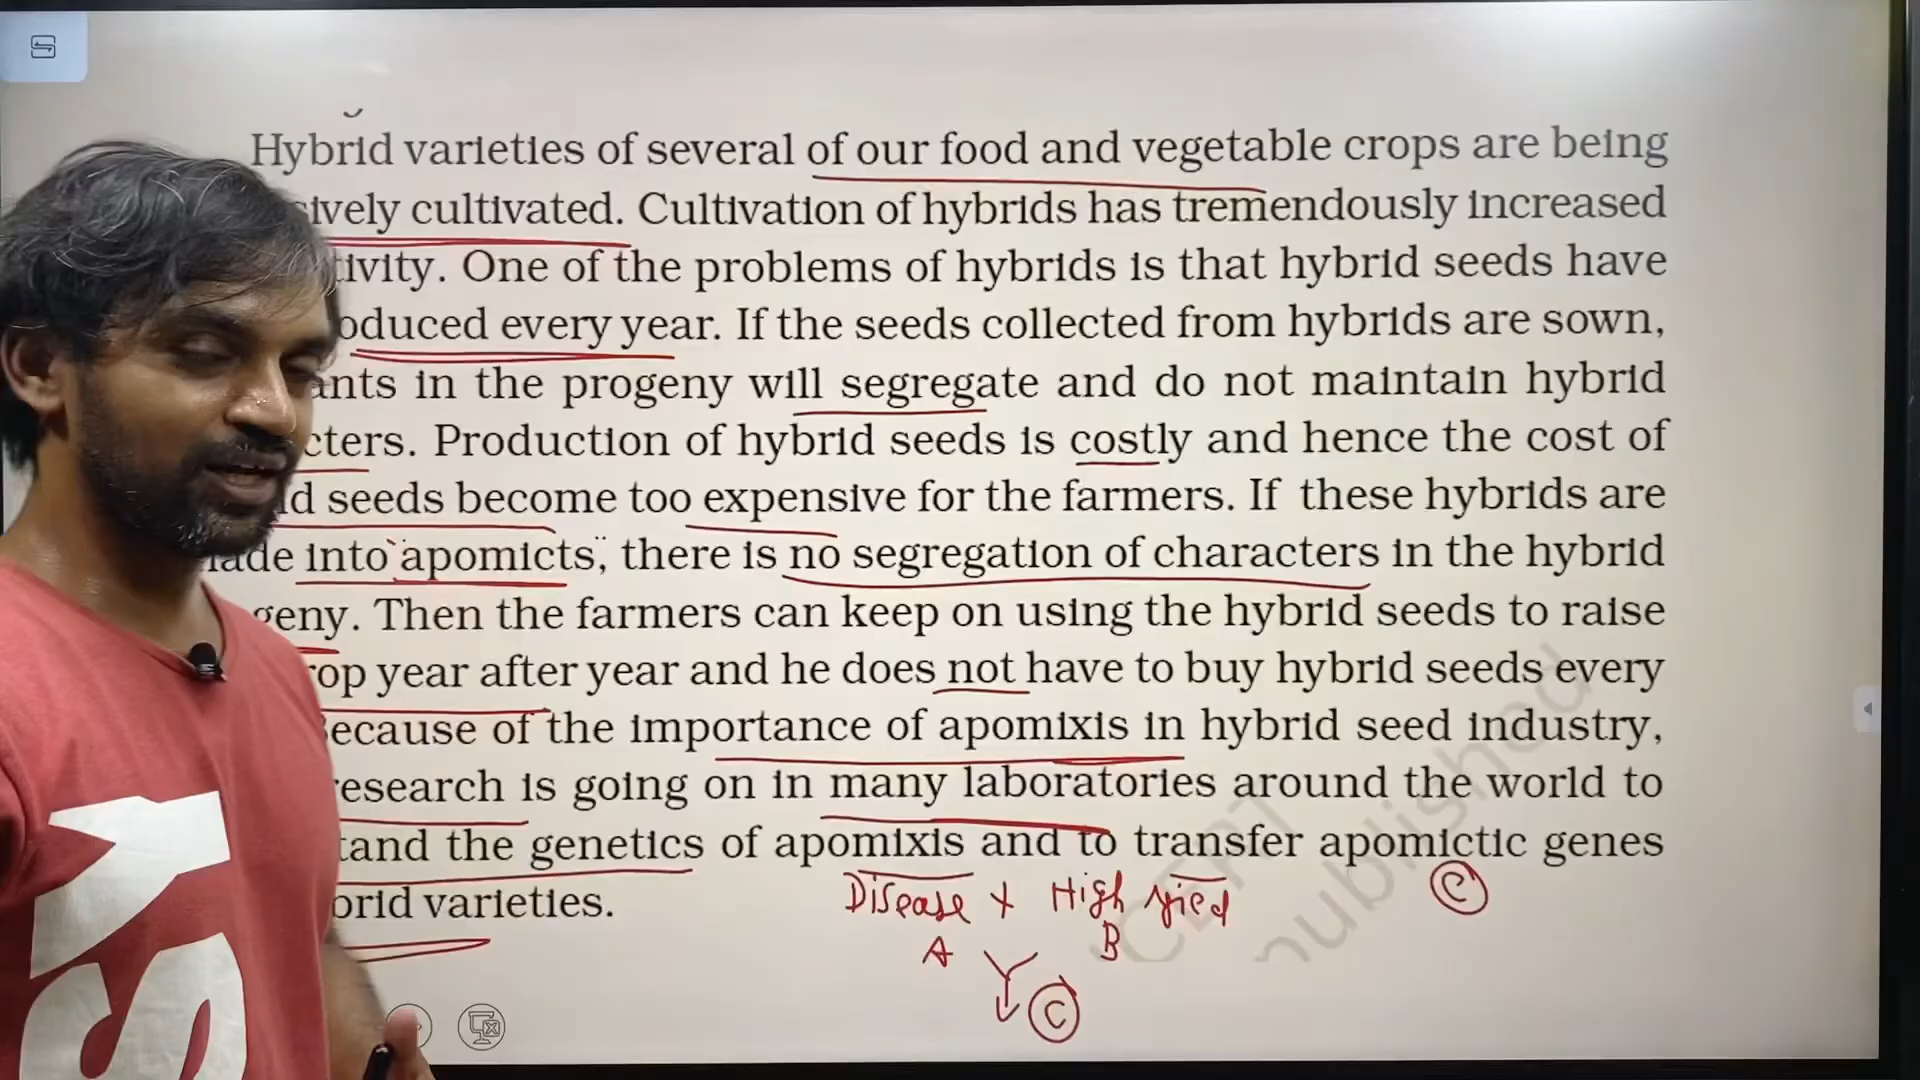 Hybrid varieties of several of our food and vegetable crops are being
sively cultivated. Cultivation of hybrids has tremendously increased
tivity. One of the problems of hybrids is that hybrid seeds have
oduced every year. If the seeds collected from hybrids are sown,
ants in the progeny will segregate and do not maintain hybrid
cters. Production of hybrid seeds is costly and hence the cost of
id seeds become too expensive for the farmers. If these hybrids are
ade into apomicts, there is no segregation of characters in the hybrid
geny. Then the farmers can keep on using the hybrid seeds to raise
rop year after year and he does not have to buy hybrid seeds every
ecause of the importance of apomixis in hybrid seed industry,
esearch is going on in many laboratories around the world to
tand the genetics of apomixis and to transfer apomictic genes
brid varieties.
Disease + High yied
C
A B
C
CERT
published